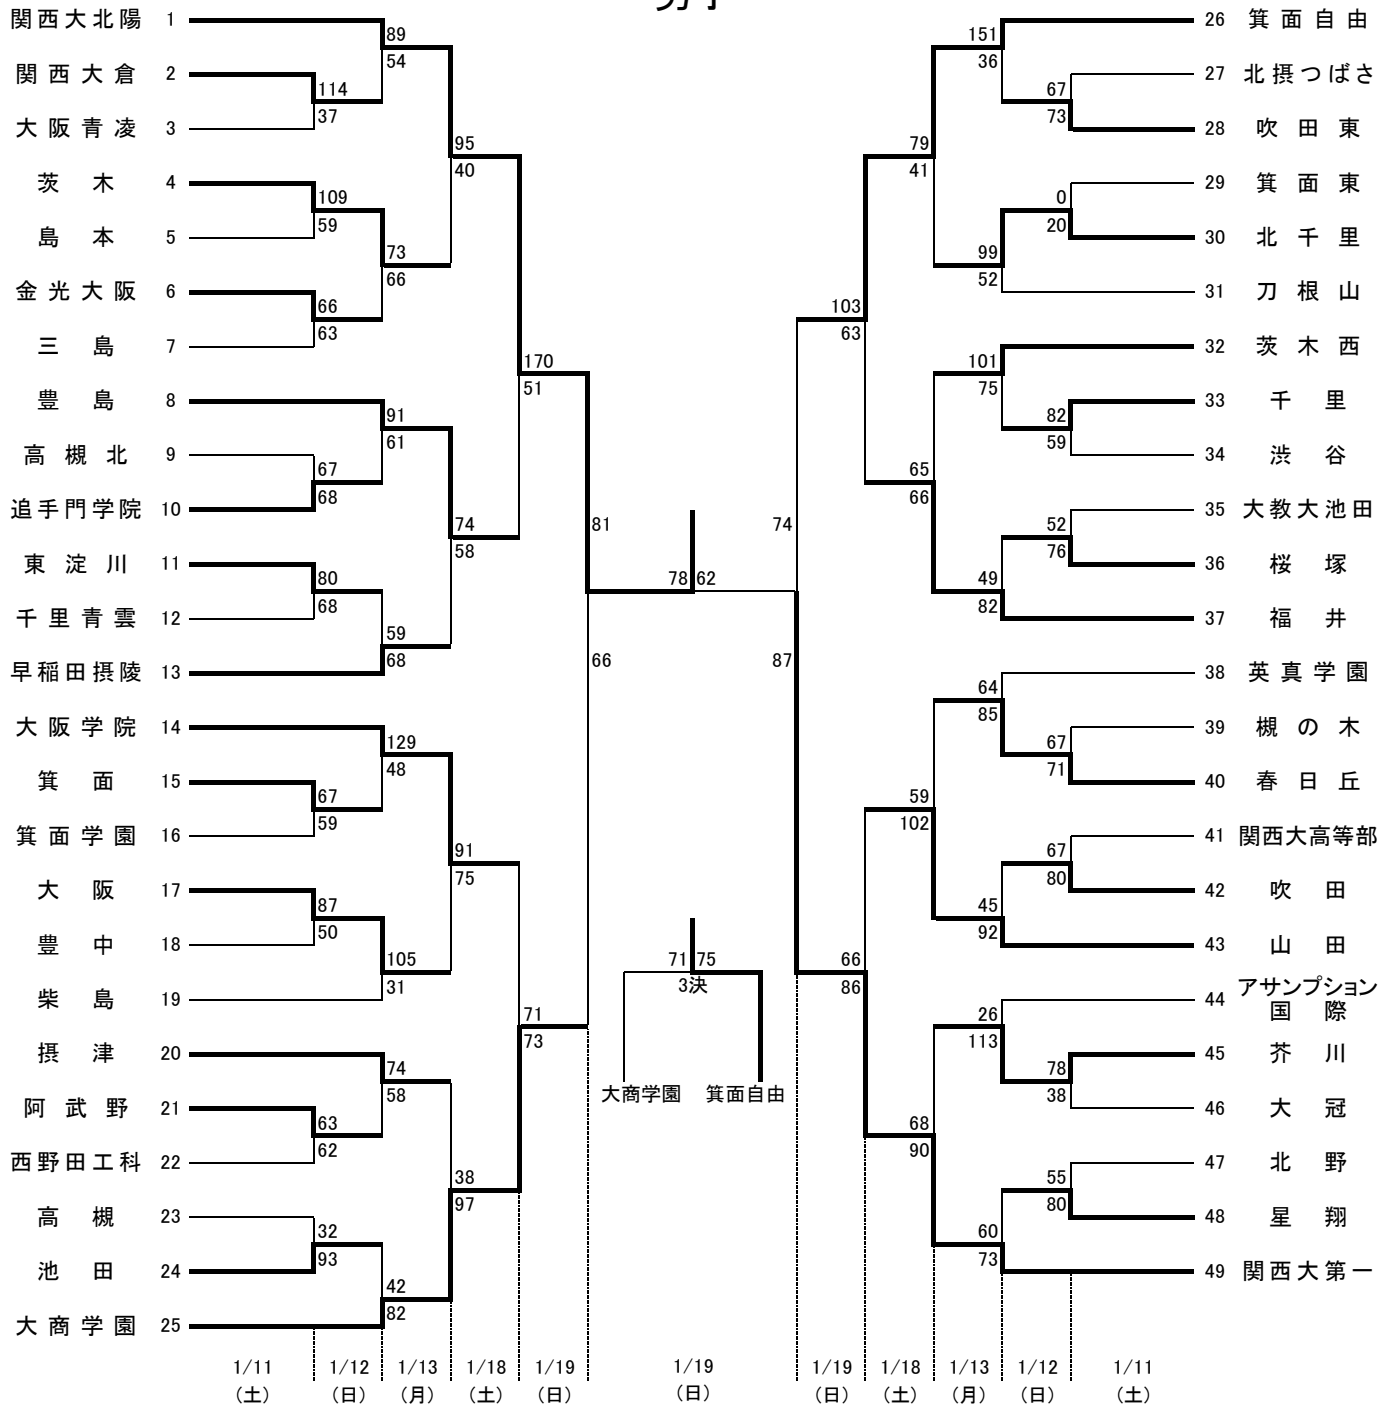 関西大北陽 1
関西大倉 2
大阪青凌 3
茨木 4
島本 5
金光大阪 6
三島 7
豊島 8
高槻北 9
追手門学院 10
東淀川 11
千里青雲 12
早稲田摂陵 13
大阪学院 14
箕面 15
箕面学園 16
大阪 17
豊中 18
柴島 19
摂津 20
阿武野 21
西野田工科 22
高槻 23
池田 24
大商学園 25
114
37
109
59
66
63
67
68
80
68
67
59
87
50
63
62
32
93
89
54
73
66
91
61
59
68
129
48
105
31
74
58
42
82
95
40
74
58
91
75
38
97
170
51
71
73
81
66
78 62
74
87
71 75
3決
大商学園 箕面自由
103
63
66
86
79
41
65
66
59
102
68
90
151
36
99
52
101
75
49
82
64
85
45
92
26
113
60
73
67
73
0
20
82
59
52
76
67
71
67
80
78
38
55
80
26 箕面自由
27 北摂つばさ
28 吹田東
29 箕面東
30 北千里
31 刀根山
32 茨木西
33 千里
34 渋谷
35 大教大池田
36 桜塚
37 福井
38 英真学園
39 槻の木
40 春日丘
41 関西大高等部
42 吹田
43 山田
44 アサンプション
国際
45 芥川
46 大冠
47 北野
48 星翔
49 関西大第一
1/11 1/12 1/13 1/18 1/19 1/19 1/19 1/18 1/13 1/12 1/11
(土) (日) (月) (土) (日) (日) (日) (土) (月) (日) (土)